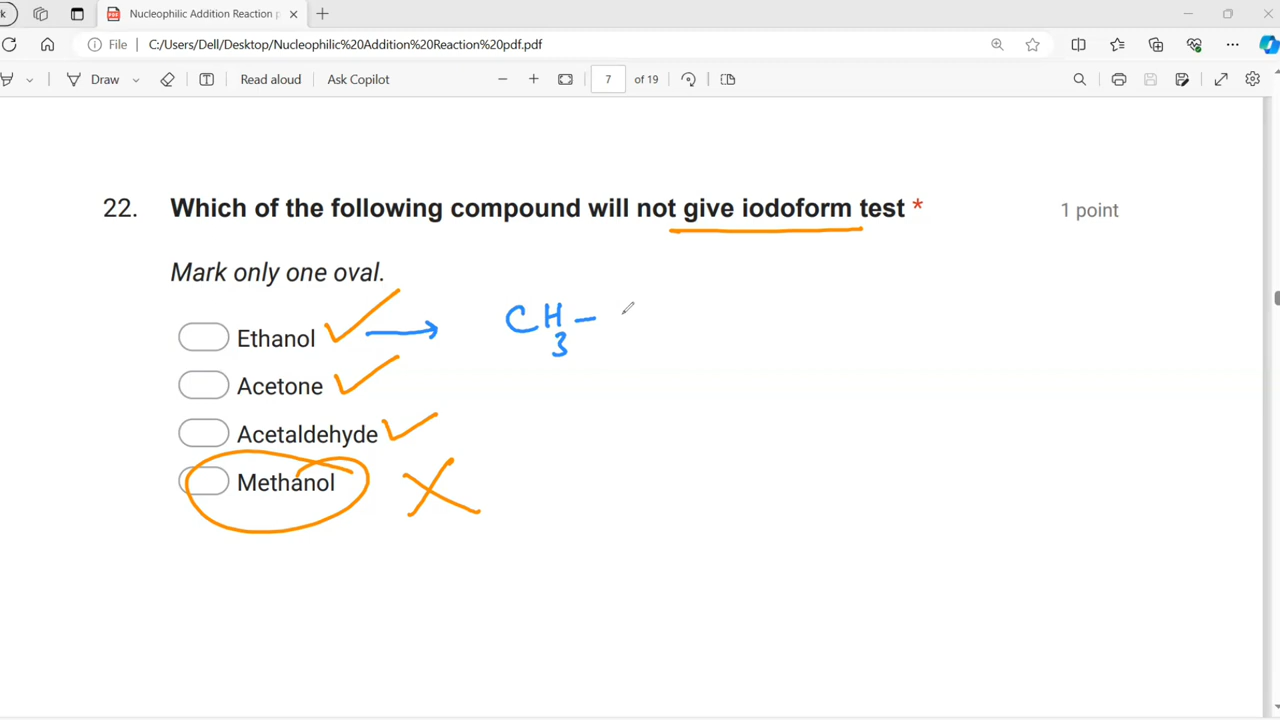 Nucleophilic Addition Reaction p
File C:/Users/Dell/Desktop/Nucleophilic%20Addition%20Reaction%20pdf.pdf
Draw Read aloud Ask Copilot 7 of 19
22. Which of the following compound will not give iodoform test * 1 point
Mark only one oval.
Ethanol CH3 –
Acetone
Acetaldehyde
Methanol